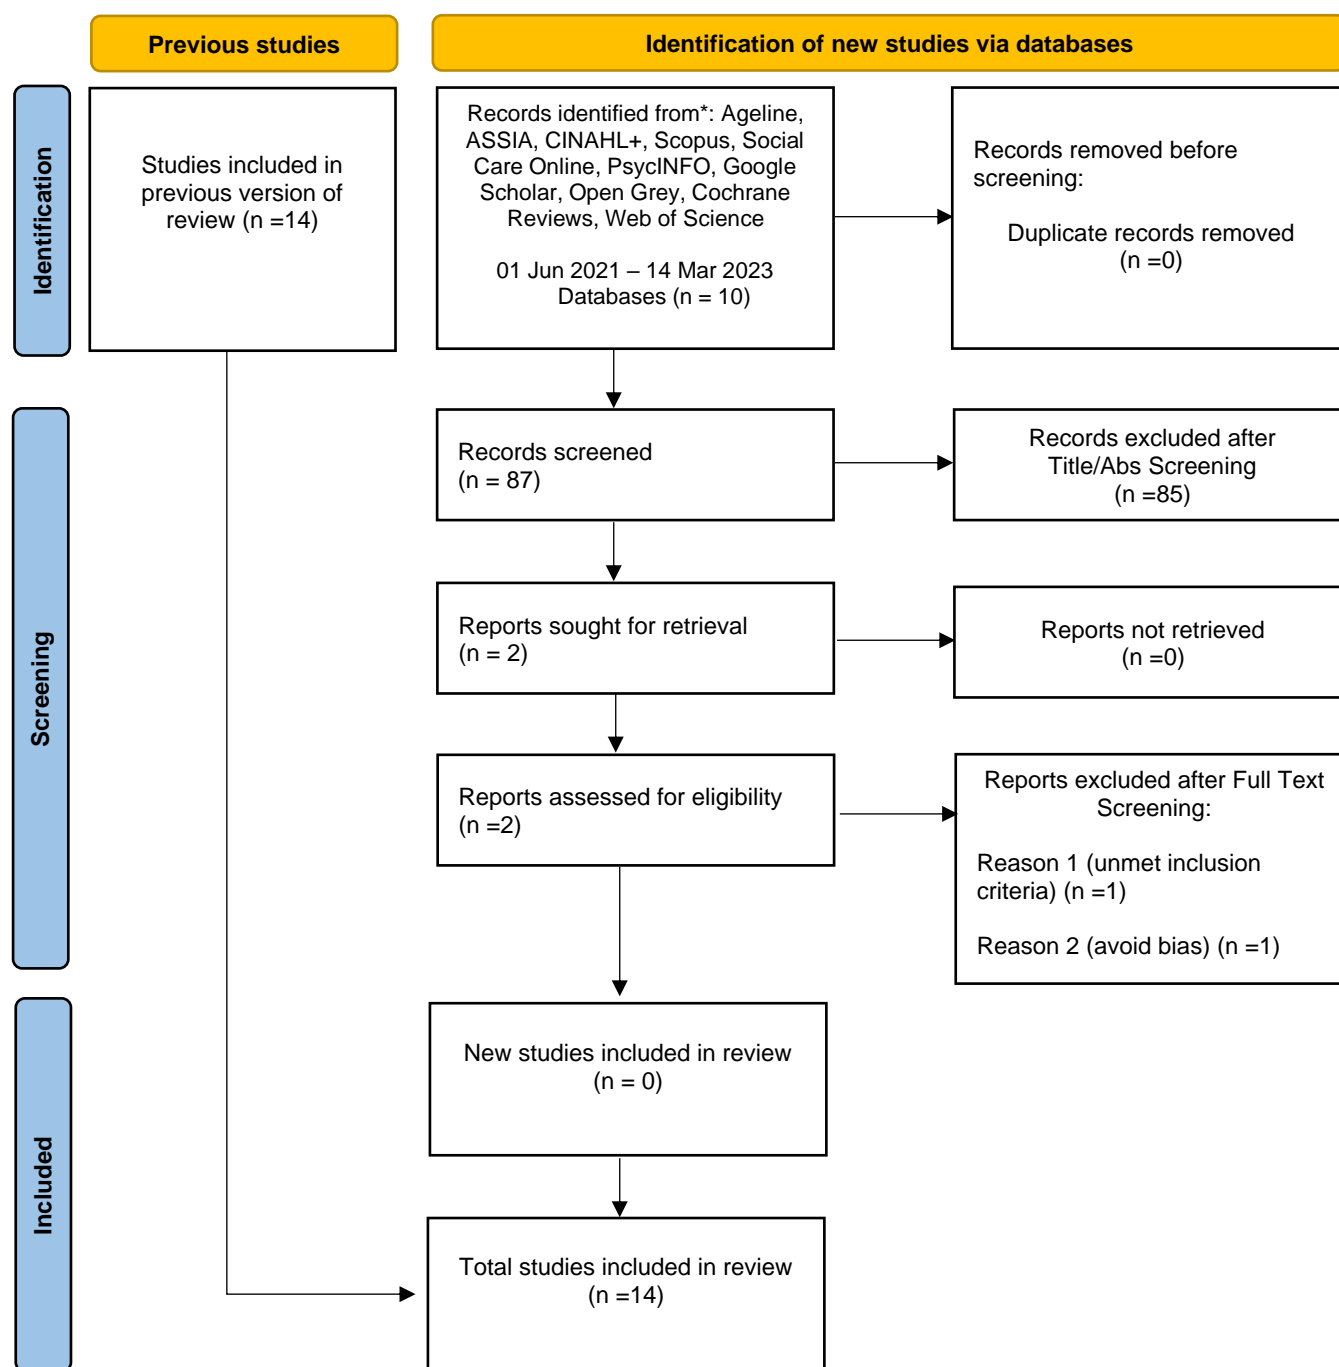 Previous studies
Identification of new studies via databases
Identification
Studies included in
previous version of
review (n =14)
Records identified from*: Ageline,
ASSIA, CINAHL+, Scopus, Social
Care Online, PsycINFO, Google
Scholar, Open Grey, Cochrane
Reviews, Web of Science
01 Jun 2021 – 14 Mar 2023
Databases (n = 10)
Records removed before
screening:
Duplicate records removed
(n =0)
Screening
Records screened
(n = 87)
Records excluded after
Title/Abs Screening
(n =85)
Reports sought for retrieval
(n = 2)
Reports not retrieved
(n =0)
Reports assessed for eligibility
(n =2)
Reports excluded after Full Text
Screening:
Reason 1 (unmet inclusion
criteria) (n =1)
Reason 2 (avoid bias) (n =1)
Included
New studies included in review
(n = 0)
Total studies included in review
(n =14)